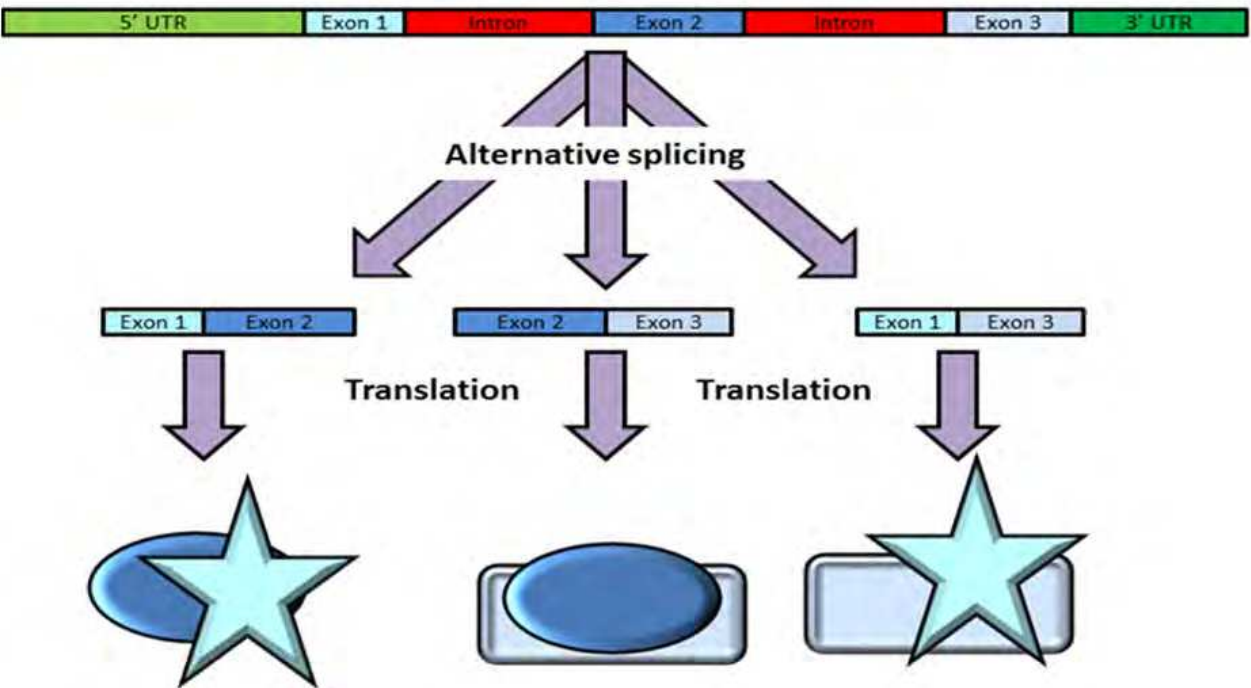 5' UTR Exon 1 Intron Exon 2 Intron Exon 3 3' UTR
Alternative splicing
Exon 1 Exon 2 Exon 2 Exon 3 Exon 1 Exon 3
Translation Translation